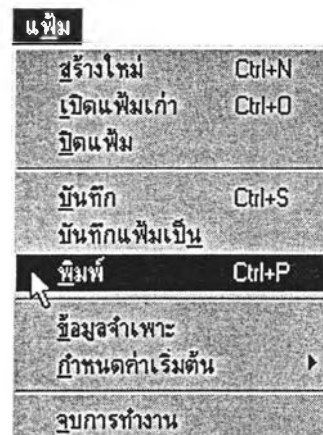 แฟ้ม
สร้างใหม่ Ctrl+N
เปิดแฟ้มเก่า Ctrl+O
ปิดแฟ้ม
บันทึก Ctrl+S
บันทึกแฟ้มเป็น
พิมพ์ Ctrl+P
ข้อมูลจำเพาะ
กำหนดค่าเริ่มต้น
จบการทำงาน